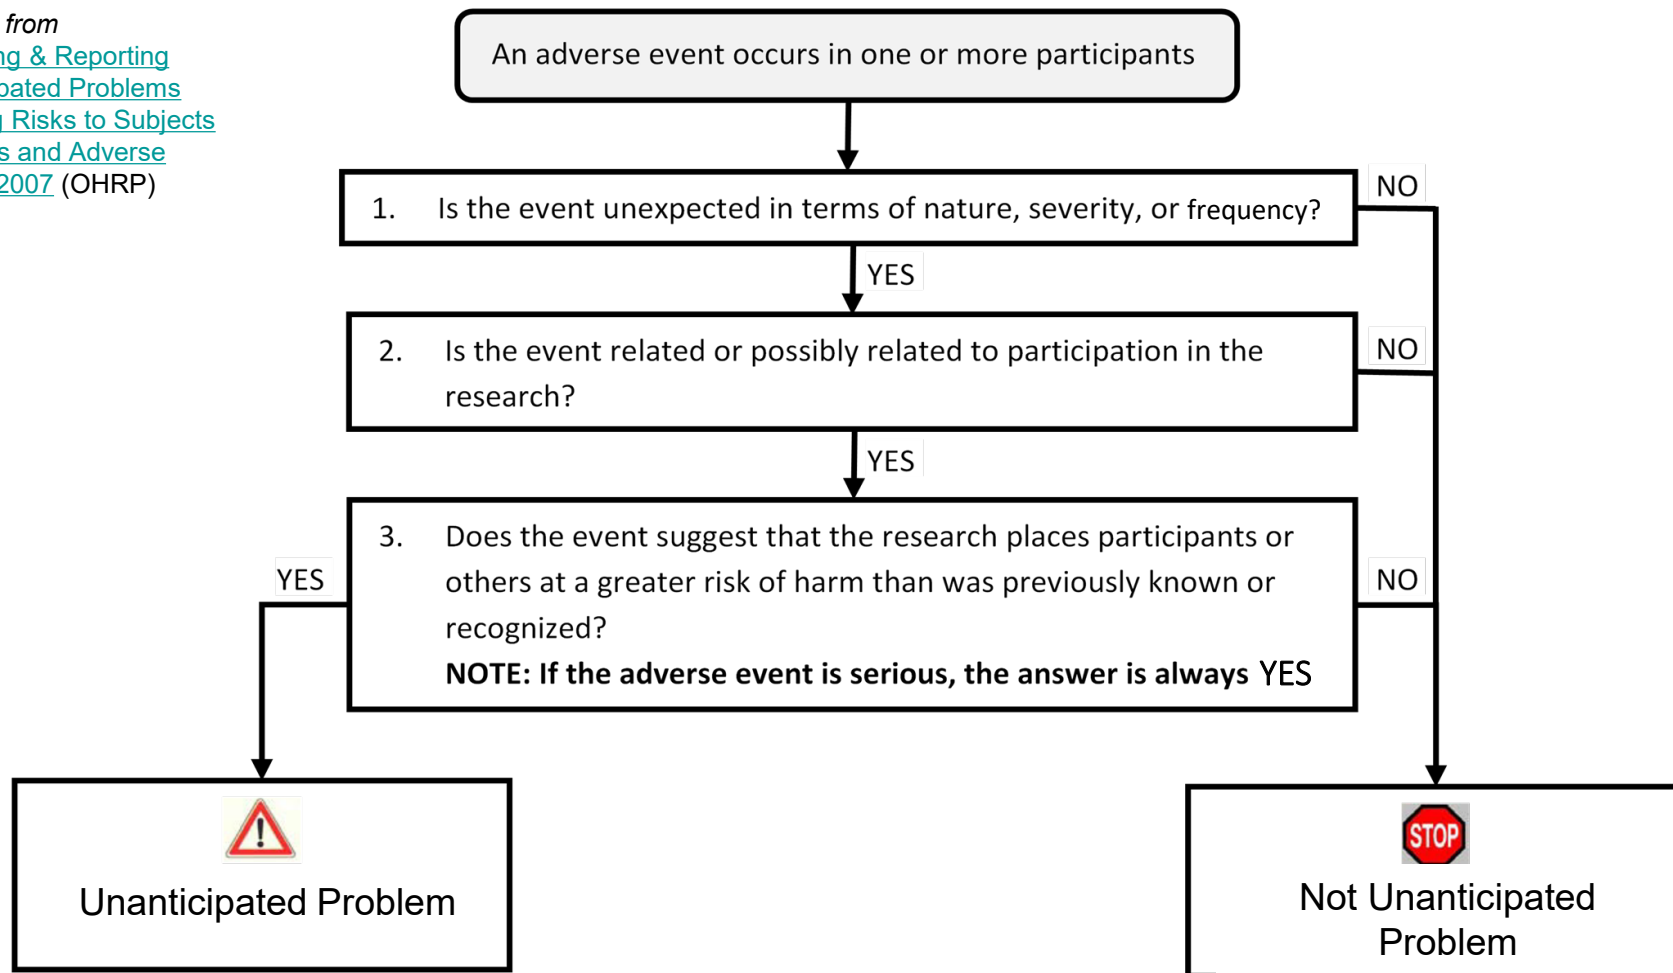 from
& Reporting
Problems
Risks to Subjects
and Adverse
2007 (OHRP)
An adverse event occurs in one or more participants
1. Is the event unexpected in terms of nature, severity, or frequency?
NO
YES
2. Is the event related or possibly related to participation in the
research?
NO
YES
3. Does the event suggest that the research places participants or
others at a greater risk of harm than was previously known or
recognized?
NOTE: If the adverse event is serious, the answer is always YES
YES
NO
Unanticipated Problem
STOP
Not Unanticipated
Problem